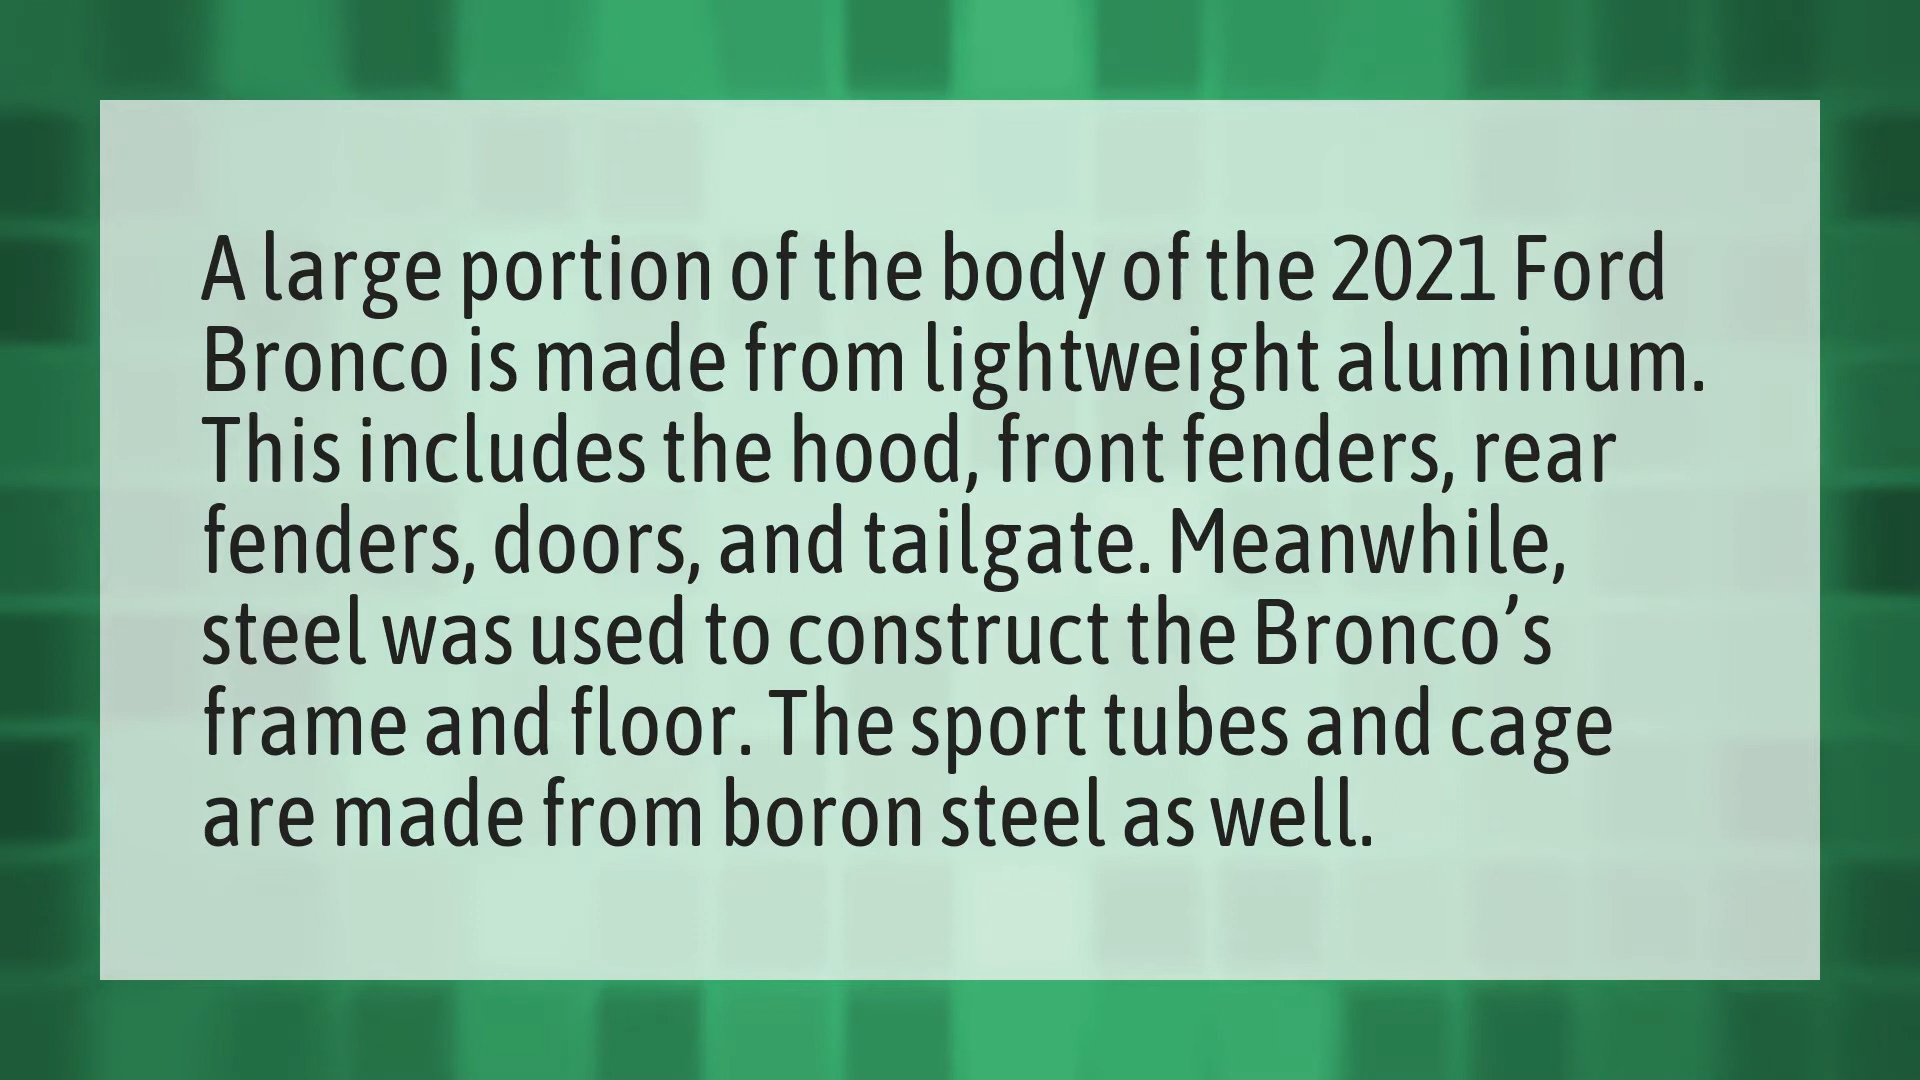 A large portion of the body of the 2021 Ford
Bronco is made from lightweight aluminum.
This includes the hood, front fenders, rear
fenders, doors, and tailgate. Meanwhile,
steel was used to construct the Bronco’s
frame and floor. The sport tubes and cage
are made from boron steel as well.